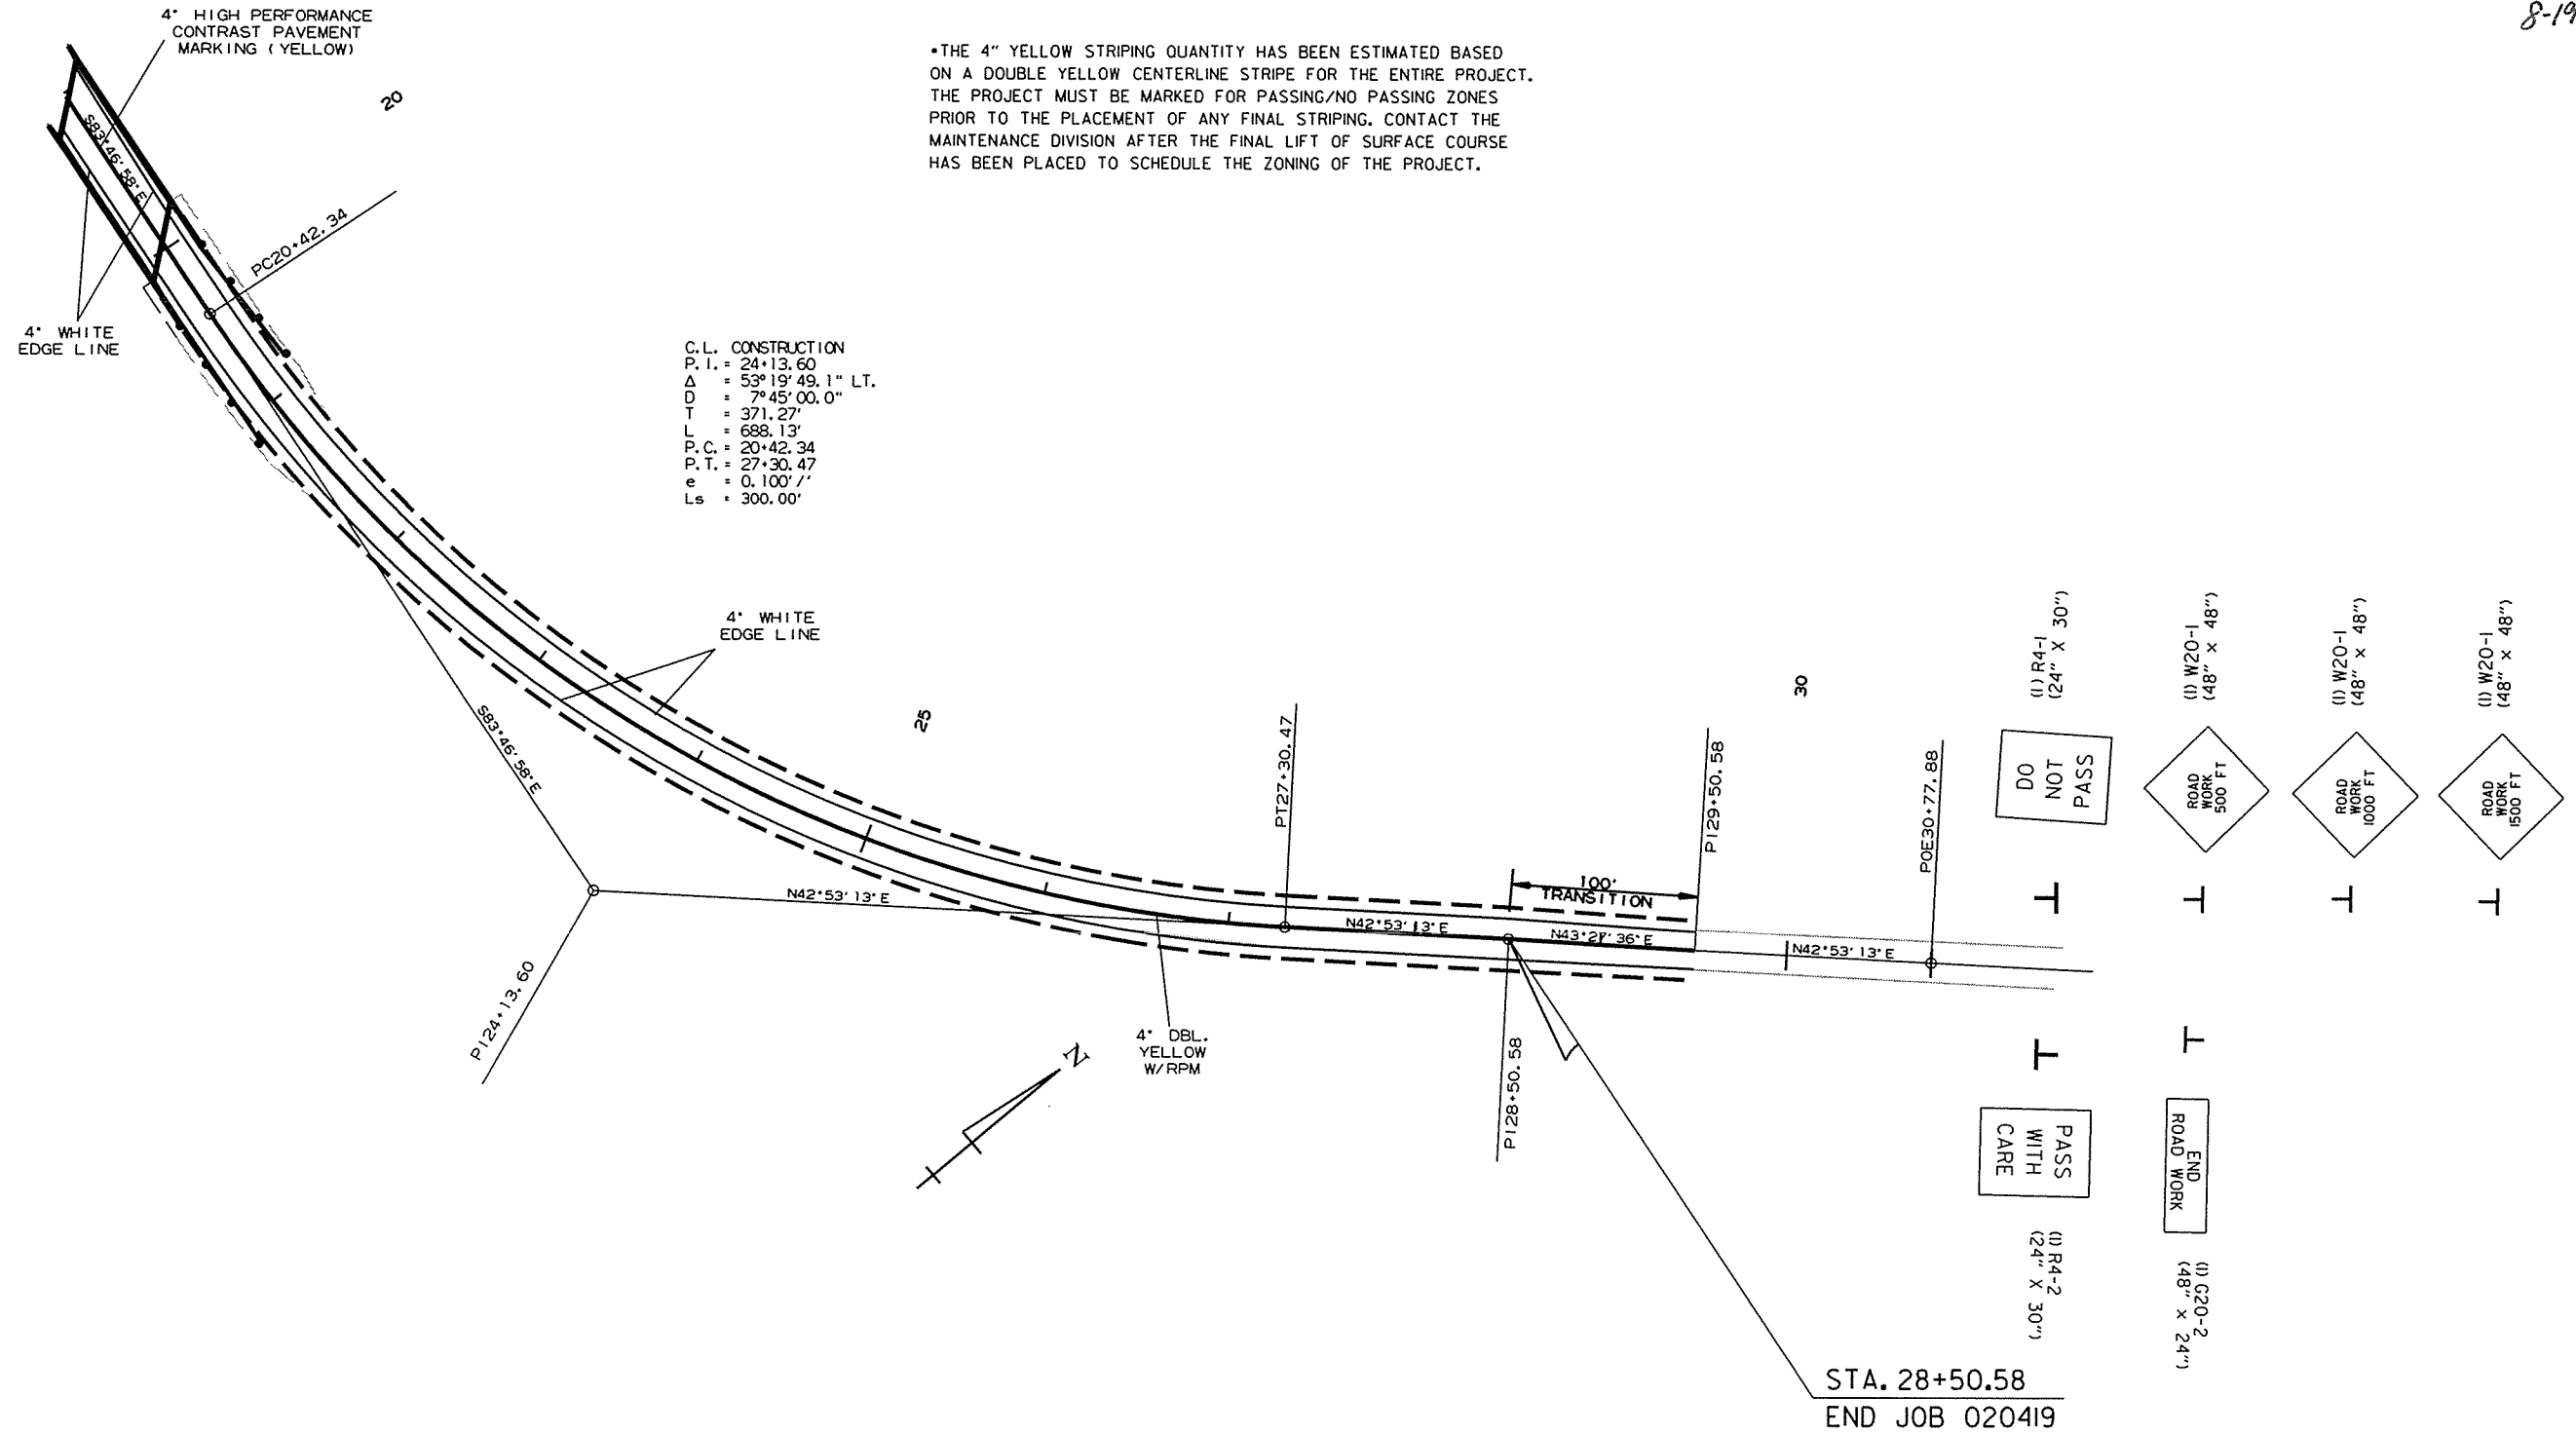 8-19
4" HIGH PERFORMANCE
CONTRAST PAVEMENT
MARKING (YELLOW)
•THE 4" YELLOW STRIPING QUANTITY HAS BEEN ESTIMATED BASED
ON A DOUBLE YELLOW CENTERLINE STRIPE FOR THE ENTIRE PROJECT.
THE PROJECT MUST BE MARKED FOR PASSING/NO PASSING ZONES
PRIOR TO THE PLACEMENT OF ANY FINAL STRIPING. CONTACT THE
MAINTENANCE DIVISION AFTER THE FINAL LIFT OF SURFACE COURSE
HAS BEEN PLACED TO SCHEDULE THE ZONING OF THE PROJECT.
20
S83°46'58"E
PC20+42.34
4" WHITE
EDGE LINE
C.L. CONSTRUCTION
P.I. = 24+13.60
Δ = 53°19'49.1" LT.
D = 7°45'00.0"
T = 371.27'
L = 688.13'
P.C. = 20+42.34
P.T. = 27+30.47
e = 0.100'/'
Ls = 300.00'
4" WHITE
EDGE LINE
S83°46'58"E
25
PT27+30.47
30
PI29+50.58
POE30+77.88
100'
TRANSITION
N42°53'13"E
N42°53'13"E
N43°27'36"E
N42°53'13"E
PI24+13.60
4" DBL.
YELLOW
W/RPM
N
PI28+50.58
(1) R4-1
(24" X 30")
DO
NOT
PASS
(1) W20-1
(48" x 48")
ROAD
WORK
500 FT
(1) W20-1
(48" x 48")
ROAD
WORK
1000 FT
(1) W20-1
(48" x 48")
ROAD
WORK
1500 FT
PASS
WITH
CARE
(1) R4-2
(24" X 30")
END
ROAD WORK
(1) G20-2
(48" x 24")
STA. 28+50.58
END JOB 020419